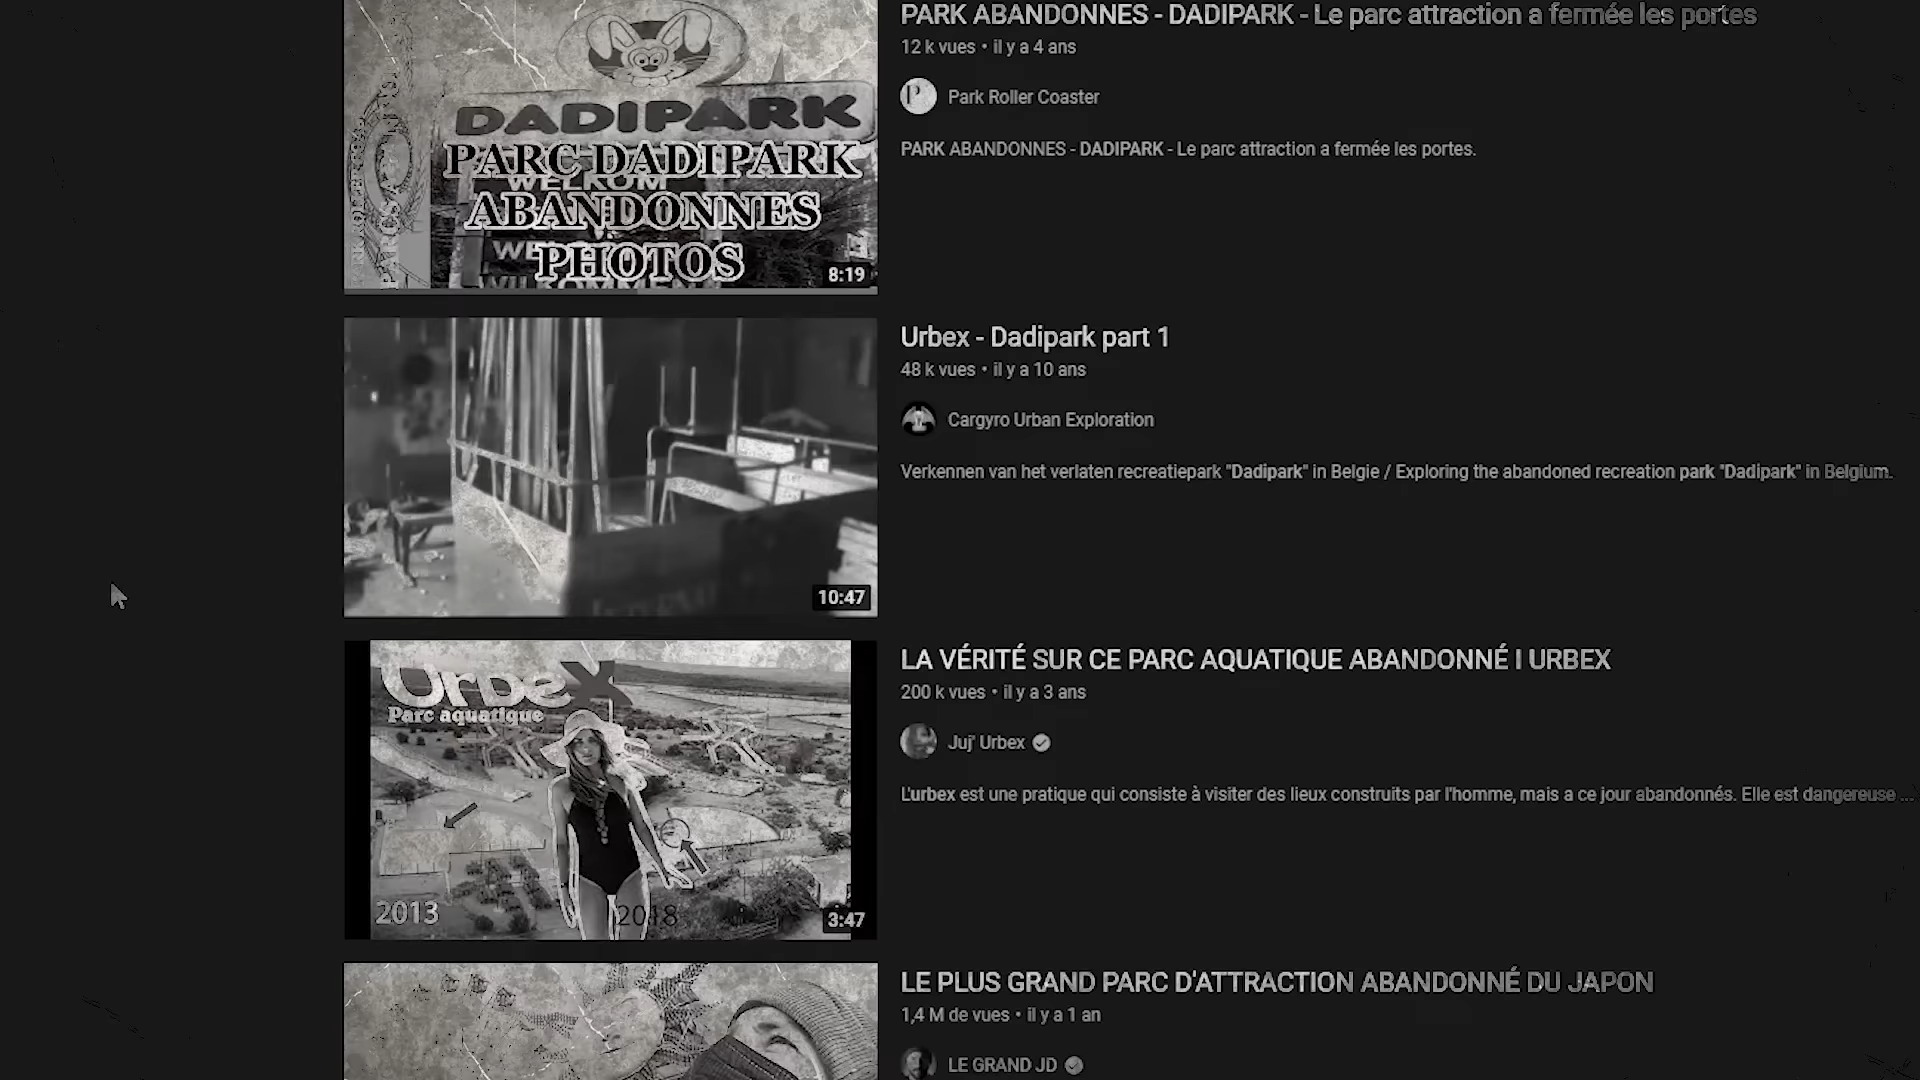 PARK ABANDONNES - DADIPARK - Le parc attraction a fermée les portes
12 k vues • il y a 4 ans
Park Roller Coaster
PARK ABANDONNES - DADIPARK - Le parc attraction a fermée les portes.
DADIPARK
PARC DADIPARK
WELKOM
ABANDONNES
PHOTOS
8:19
Urbex - Dadipark part 1
48 k vues • il y a 10 ans
Cargyro Urban Exploration
Verkennen van het verlaten recreatiepark "Dadipark" in Belgie / Exploring the abandoned recreation park "Dadipark" in Belgium.
10:47
LA VÉRITÉ SUR CE PARC AQUATIQUE ABANDONNÉ I URBEX
200 k vues • il y a 3 ans
Juj' Urbex
L'urbex est une pratique qui consiste à visiter des lieux construits par l'homme, mais a ce jour abandonnés. Elle est dangereuse ...
UrbeX
Parc aquatique
2013
2018
3:47
LE PLUS GRAND PARC D'ATTRACTION ABANDONNÉ DU JAPON
1,4 M de vues • il y a 1 an
LE GRAND JD